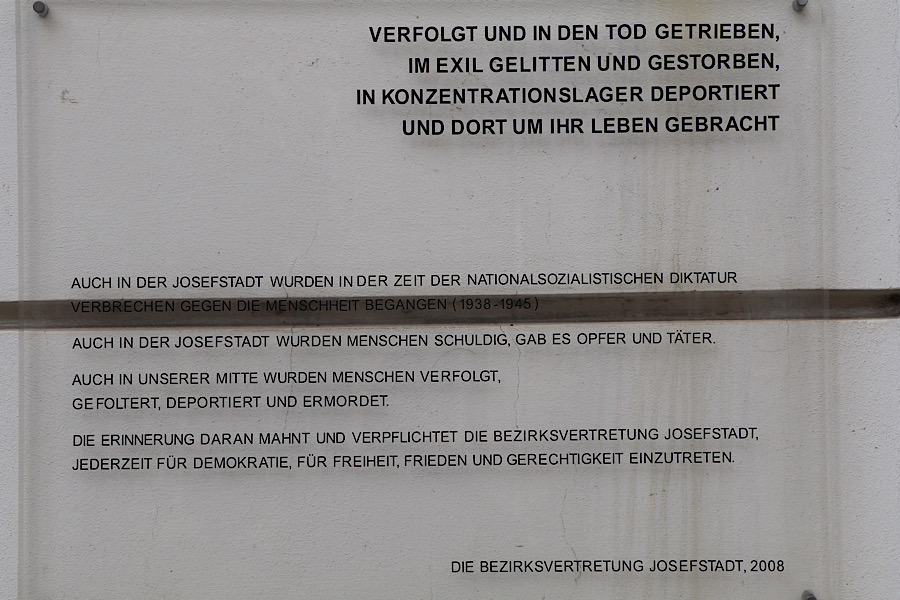 VERFOLGT UND IN DEN TOD GETRIEBEN,
IM EXIL GELITTEN UND GESTORBEN,
IN KONZENTRATIONSLAGER DEPORTIERT
UND DORT UM IHR LEBEN GEBRACHT
AUCH IN DER JOSEFSTADT WURDEN IN DER ZEIT DER NATIONALSOZIALISTISCHEN DIKTATUR
VERBRECHEN GEGEN DIE MENSCHHEIT BEGANGEN (1938-1945)
AUCH IN DER JOSEFSTADT WURDEN MENSCHEN SCHULDIG, GAB ES OPFER UND TÄTER.
AUCH IN UNSERER MITTE WURDEN MENSCHEN VERFOLGT,
GEFOLTERT, DEPORTIERT UND ERMORDET.
DIE ERINNERUNG DARAN MAHNT UND VERPFLICHTET DIE BEZIRKSVERTRETUNG JOSEFSTADT,
JEDERZEIT FÜR DEMOKRATIE, FÜR FREIHEIT, FRIEDEN UND GERECHTIGKEIT EINZUTRETEN.
DIE BEZIRKSVERTRETUNG JOSEFSTADT, 2008